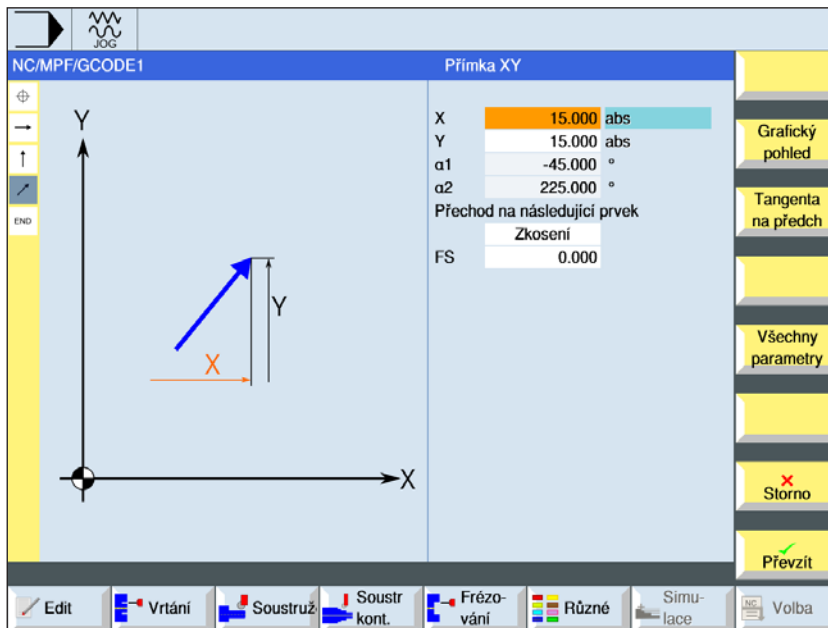 JOG
NC/MPF/GCODE1
Přímka XY
END
Y
X
Y
X
X 15.000 abs
Y 15.000 abs
α1 -45.000 °
α2 225.000 °
Přechod na následující prvek
Zkosení
FS 0.000
Grafický
pohled
Tangenta
na předch
Všechny
parametry
Storno
Převzít
Edit
Vrtání
Soustruž
Soustr
kont.
Frézo-
vání
Různé
Simu-
lace
NC
Volba